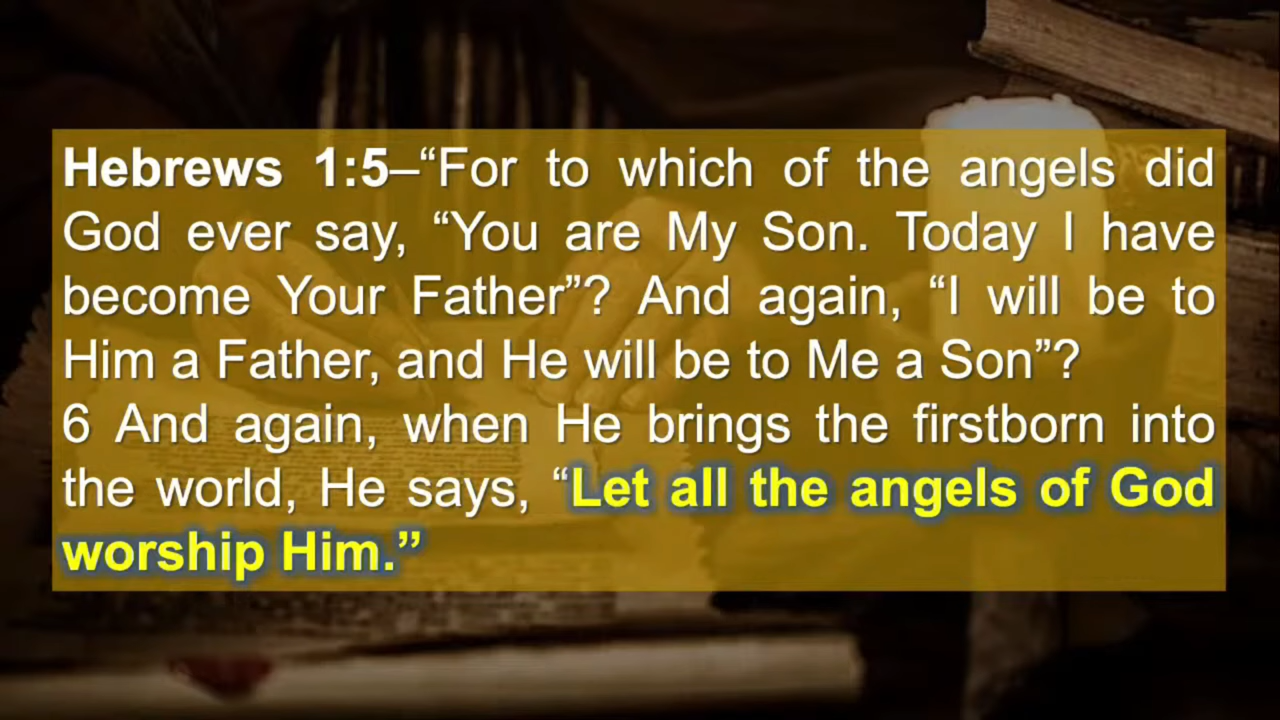 Hebrews 1:5–“For to which of the angels did
God ever say, “You are My Son. Today I have
become Your Father”? And again, “I will be to
Him a Father, and He will be to Me a Son”?
6 And again, when He brings the firstborn into
the world, He says, “Let all the angels of God
worship Him.”